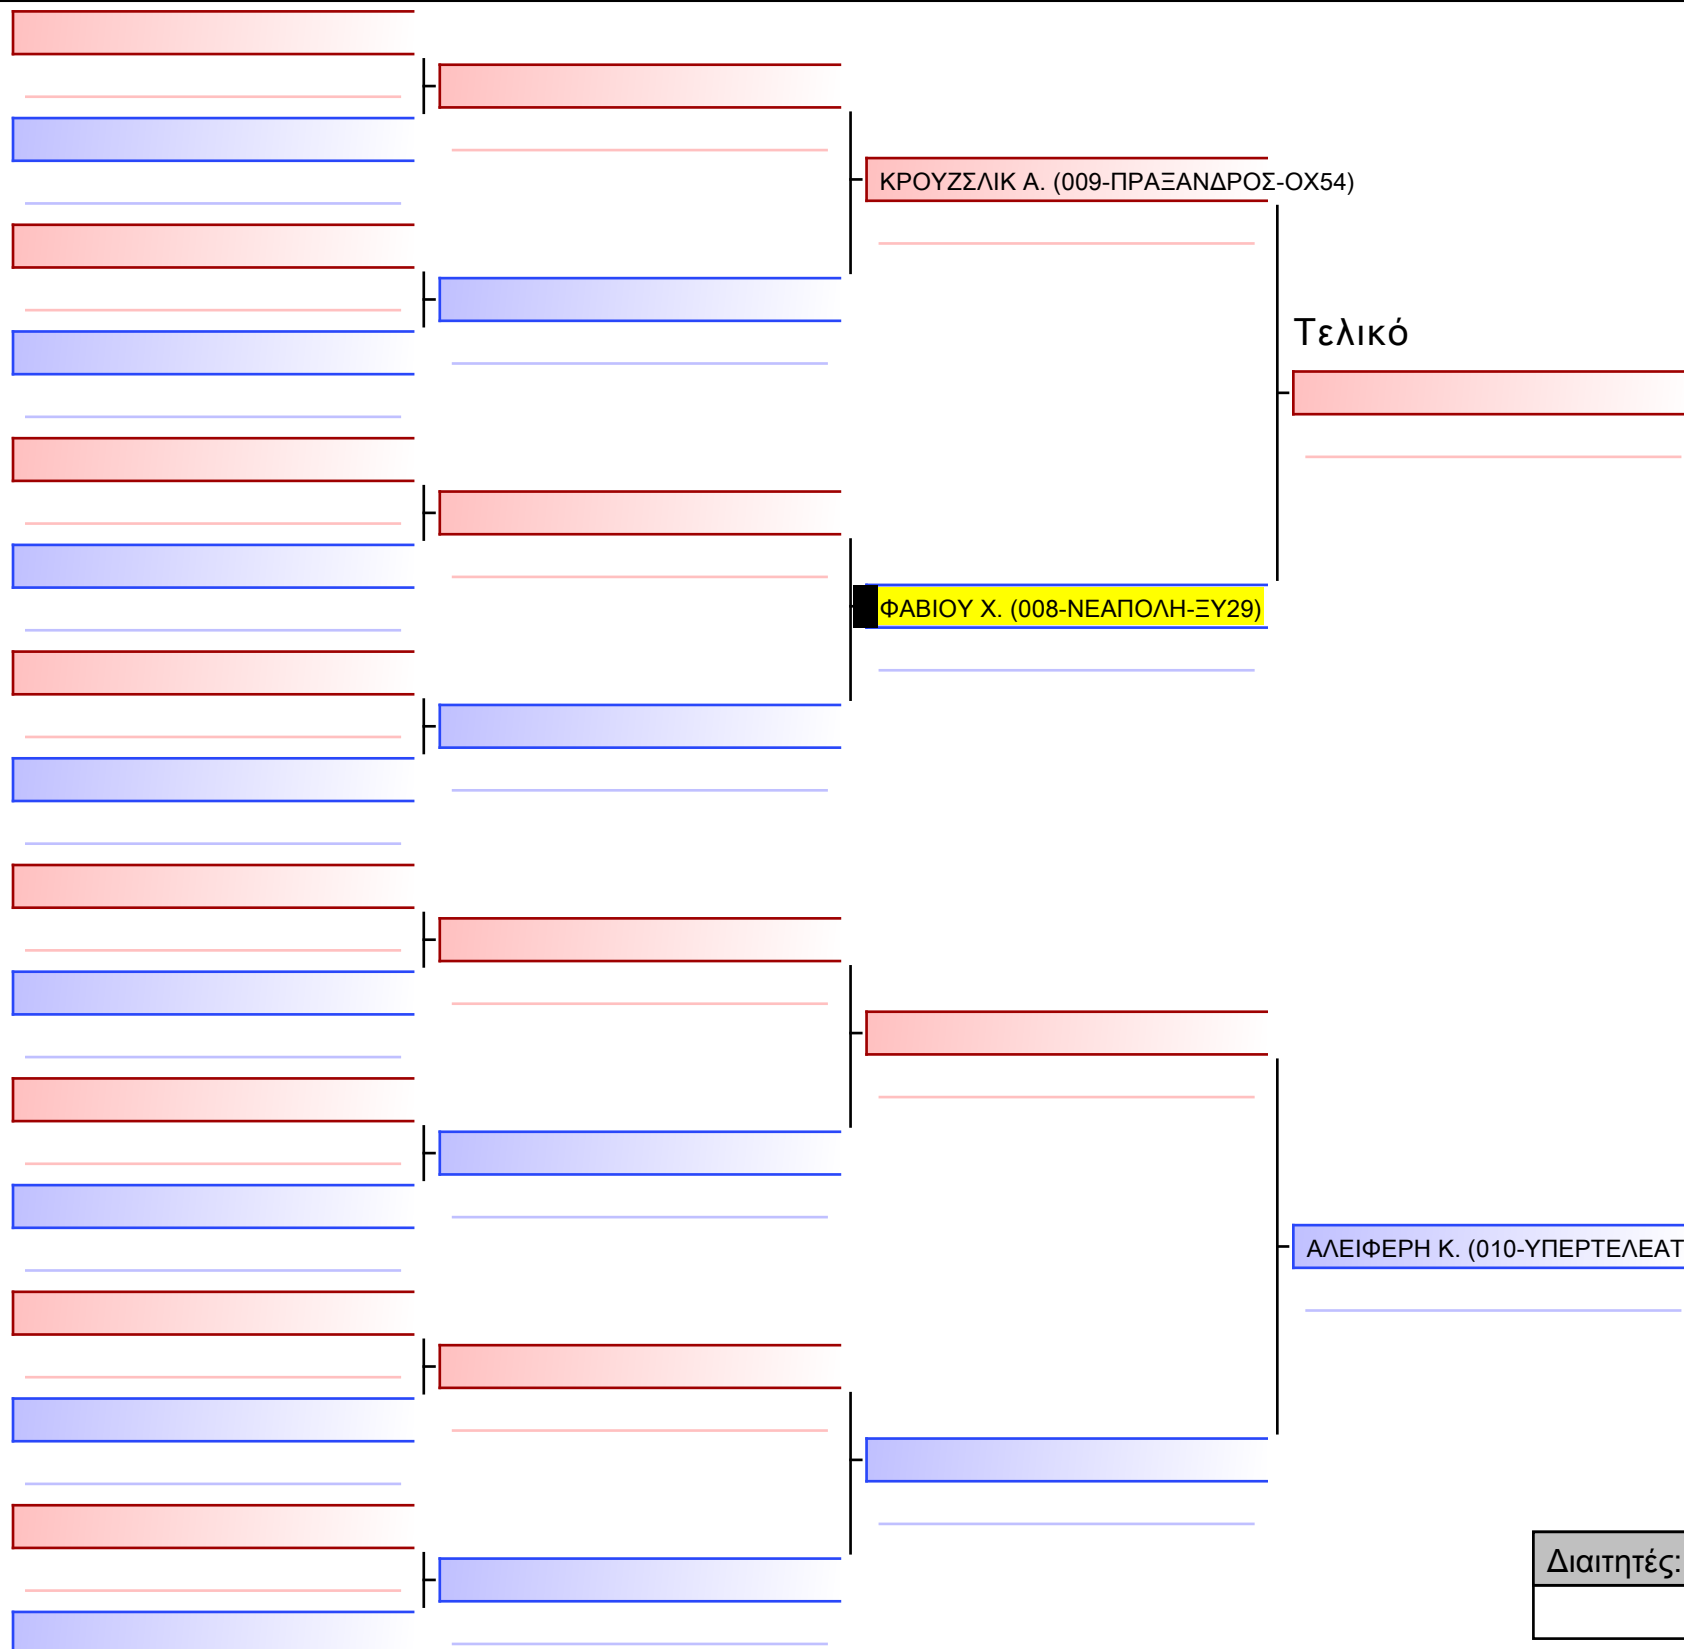 ΚΡΟΥΖΣΛΙΚ Α. (009-ΠΡΑΞΑΝΔΡΟΣ-ΟΧ54)
Τελικό
ΦΑΒΙΟΥ Χ. (008-ΝΕΑΠΟΛΗ-ΞΥ29)
ΑΛΕΙΦΕΡΗ Κ. (010-ΥΠΕΡΤΕΛΕΑΤ
Διαιτητές: